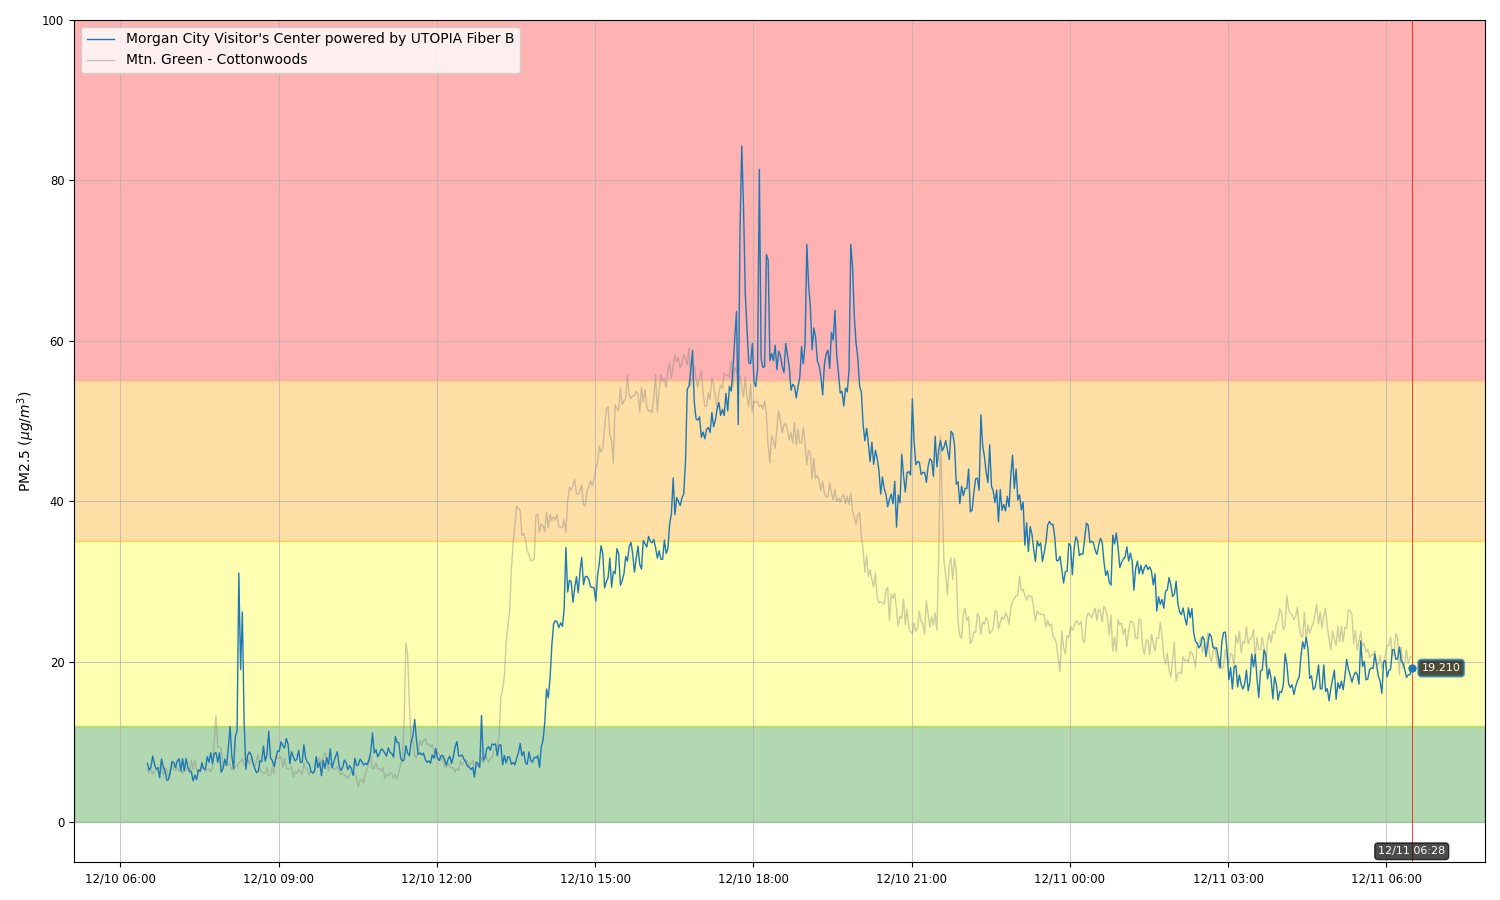 100
80
60
40
20
0
PM2.5 (μg/m³)
Morgan City Visitor's Center powered by UTOPIA Fiber B
Mtn. Green - Cottonwoods
19.210
12/11 06:28
12/10 06:00 12/10 09:00 12/10 12:00 12/10 15:00 12/10 18:00 12/10 21:00 12/11 00:00 12/11 03:00 12/11 06:00